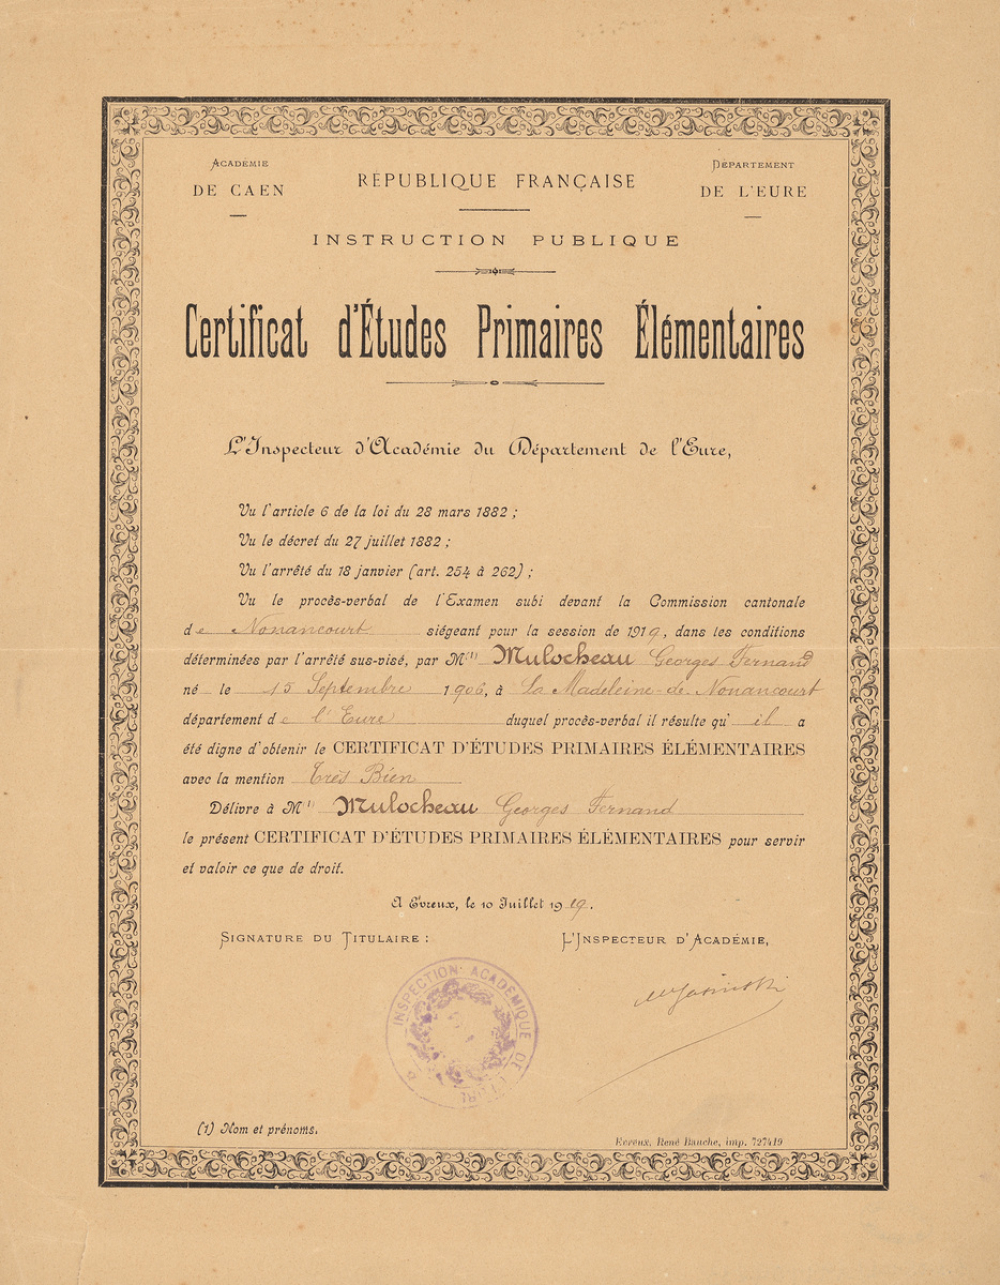 ACADÉMIE
DE CAEN
RÉPUBLIQUE FRANÇAISE
DÉPARTEMENT
DE L'EURE
INSTRUCTION PUBLIQUE
Certificat d'Études Primaires Élémentaires
L'Inspecteur d'Académie du Département de l'Eure,
Vu l'article 6 de la loi du 28 mars 1882 ;
Vu le décret du 27 juillet 1882 ;
Vu l'arrêté du 18 janvier (art. 254 à 262) ;
Vu le procès-verbal de l'Examen subi devant la Commission cantonale
de Nonancourt siégeant pour la session de 1919, dans les conditions
déterminées par l'arrêté sus-visé, par M(1) Mulocheau Georges Fernand
né le 15 Septembre 1906, à La Madeleine-de-Nonancourt
département de l'Eure duquel procès-verbal il résulte qu'il a
été digne d'obtenir le CERTIFICAT D'ÉTUDES PRIMAIRES ÉLÉMENTAIRES
avec la mention Très Bien
Délivré à M(1) Mulocheau Georges Fernand
le présent CERTIFICAT D'ÉTUDES PRIMAIRES ÉLÉMENTAIRES pour servir
et valoir ce que de droit.
A Evreux, le 10 Juillet 1919.
SIGNATURE DU TITULAIRE :
L'INSPECTEUR D'ACADÉMIE,
INSPECTION ACADÉMIQUE DE L'EURE
(1) Nom et prénoms.
Evreux, René Bauche, imp. 727419